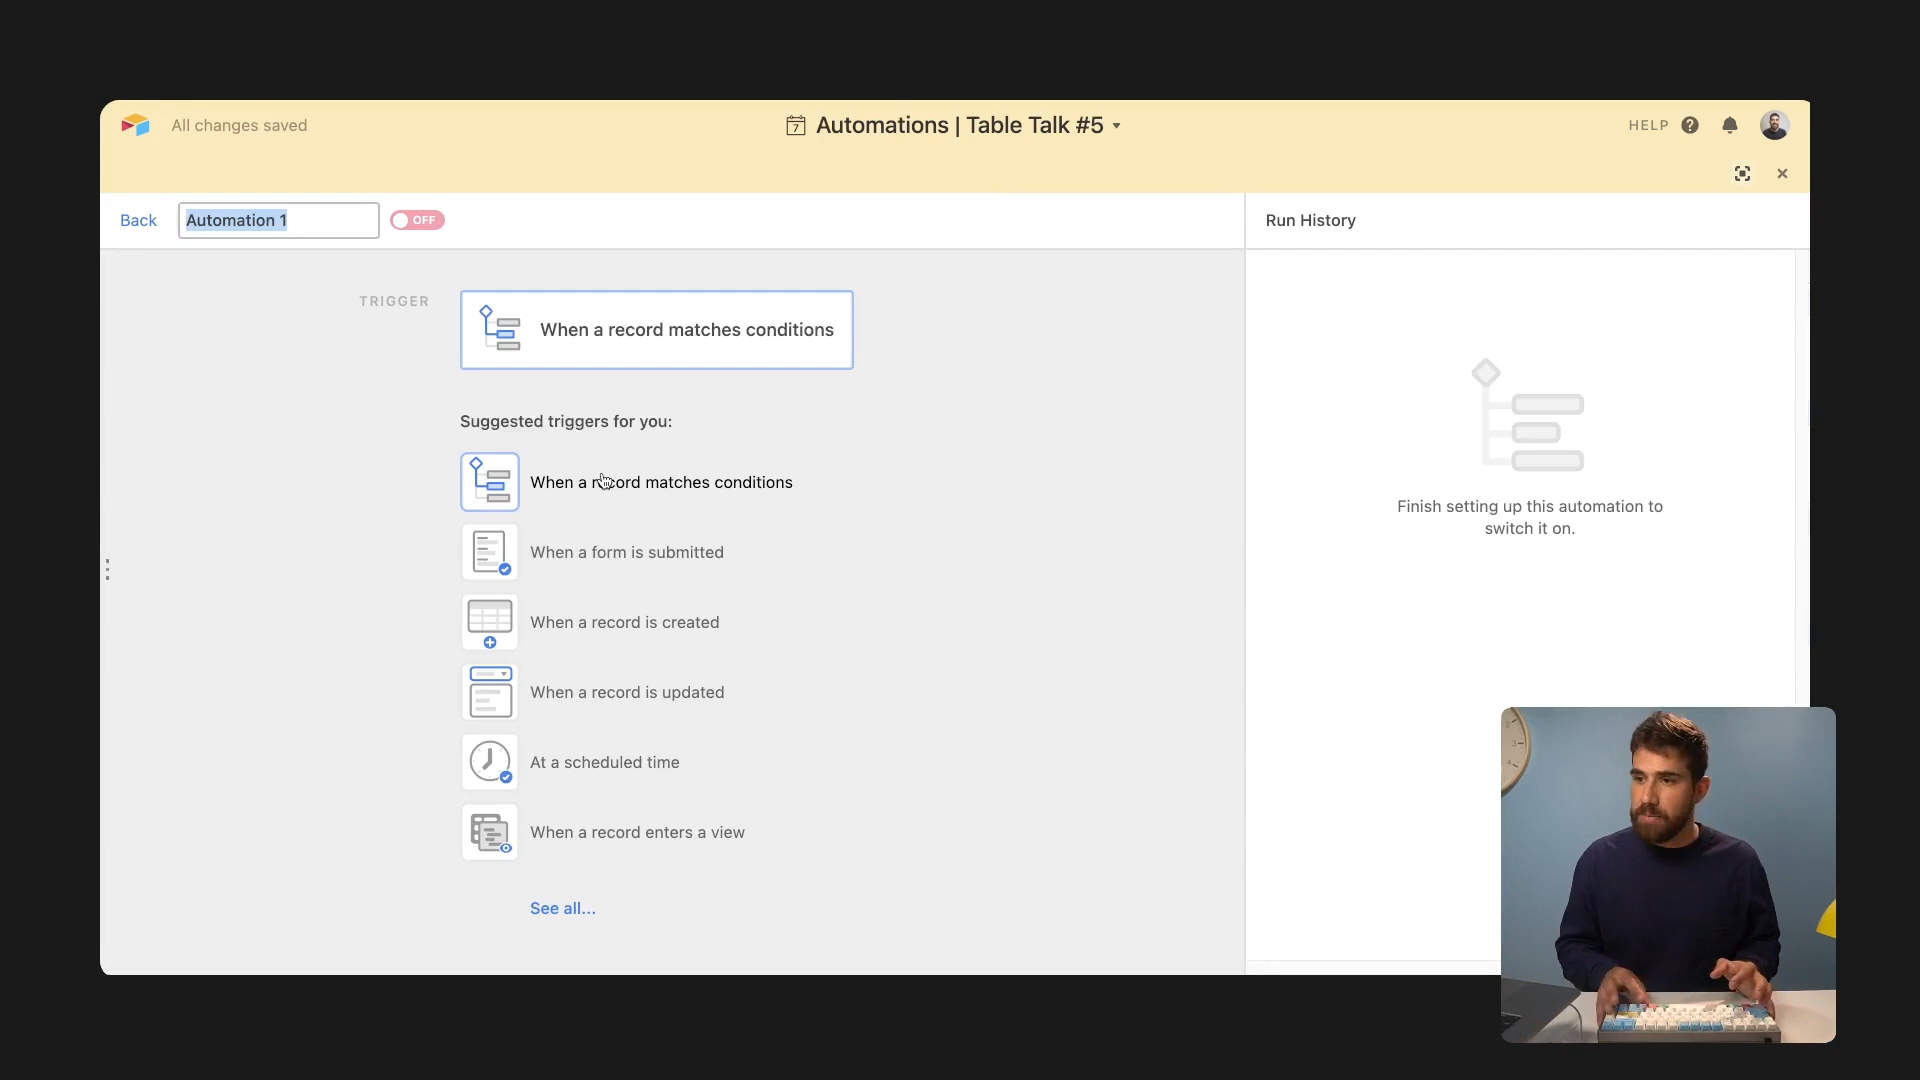 All changes saved
7
Automations | Table Talk #5
HELP
Back
Automation 1
OFF
Run History
TRIGGER
When a record matches conditions
Suggested triggers for you:
When a record matches conditions
When a form is submitted
When a record is created
When a record is updated
At a scheduled time
When a record enters a view
See all...
Finish setting up this automation to
switch it on.